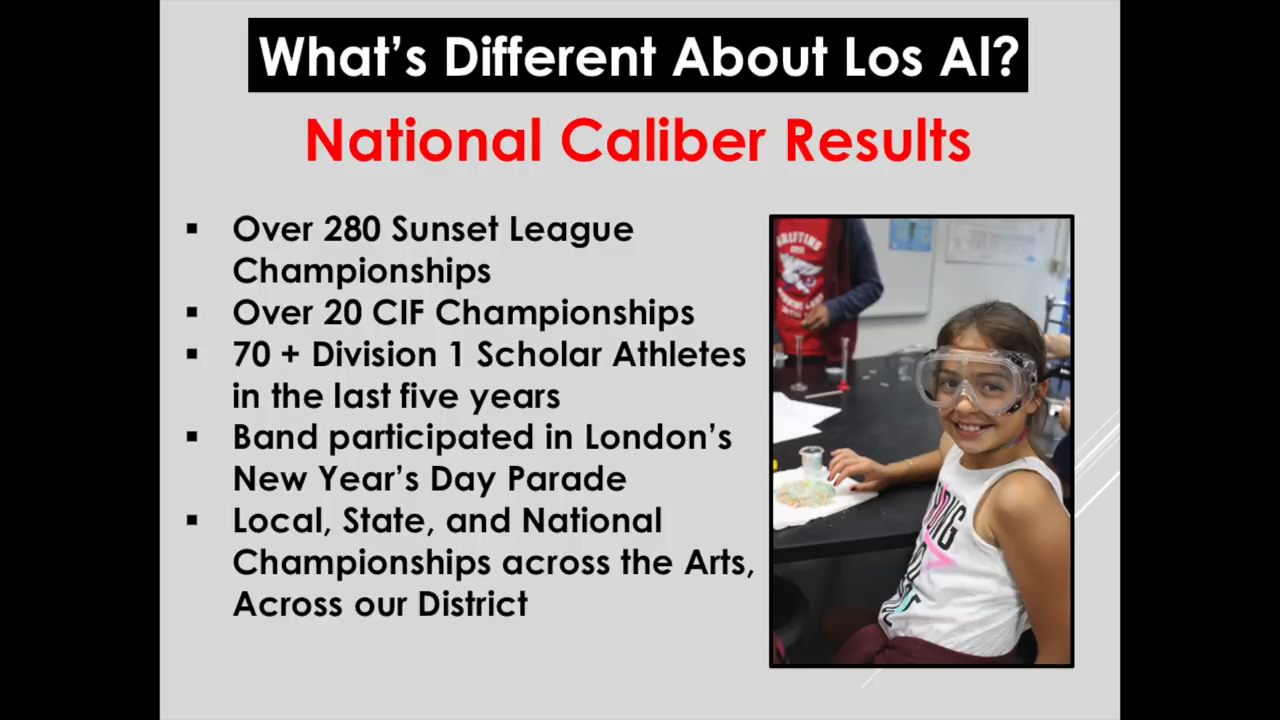 What's Different About Los Al?
National Caliber Results
▪ Over 280 Sunset League
Championships
▪ Over 20 CIF Championships
▪ 70 + Division 1 Scholar Athletes
in the last five years
▪ Band participated in London's
New Year's Day Parade
▪ Local, State, and National
Championships across the Arts,
Across our District